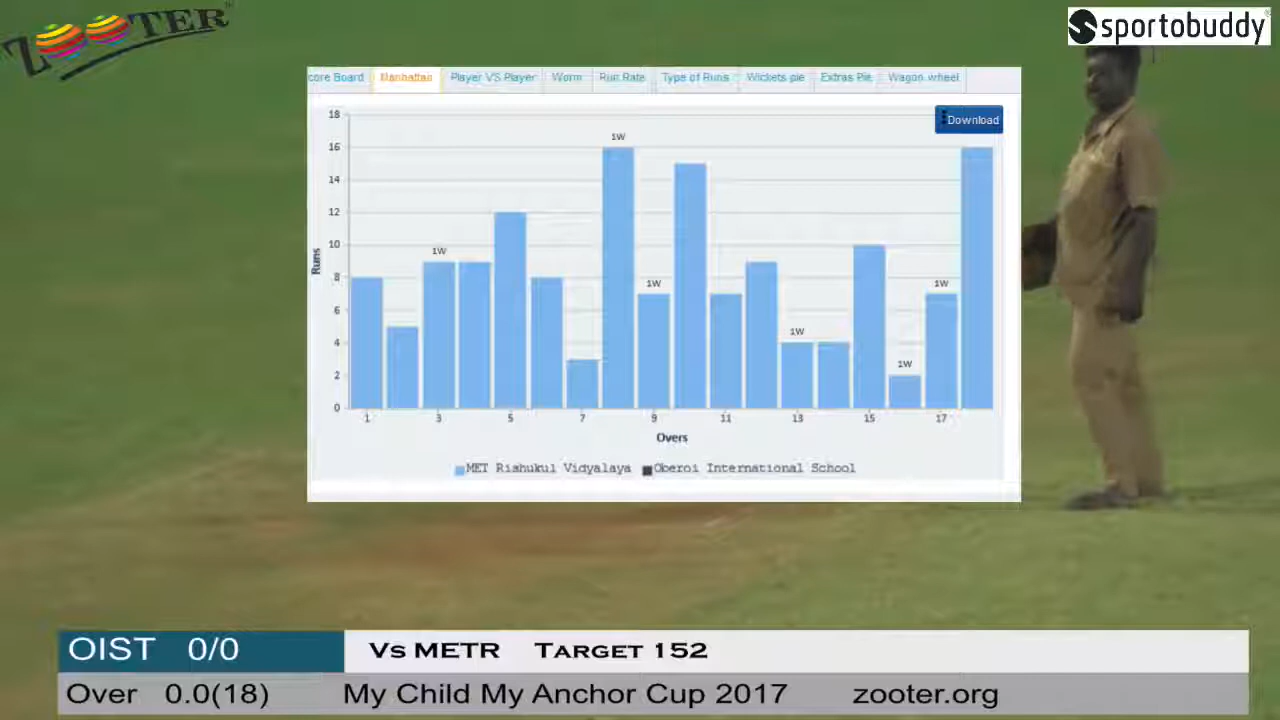 ZOOTER
sportobuddy
core Board Manhattan Player VS Player Worm Run Rate Type of Runs Wickets pie Extras Pie Wagon wheel
Download
18
16
14
12
10
8
6
4
2
0
Runs
1W
1W
1W
1W
1W
1W
1 3 5 7 9 11 13 15 17
Overs
MET Rishukul Vidyalaya Oberoi International School
OIST 0/0 Vs METR Target 152
Over 0.0(18) My Child My Anchor Cup 2017 zooter.org